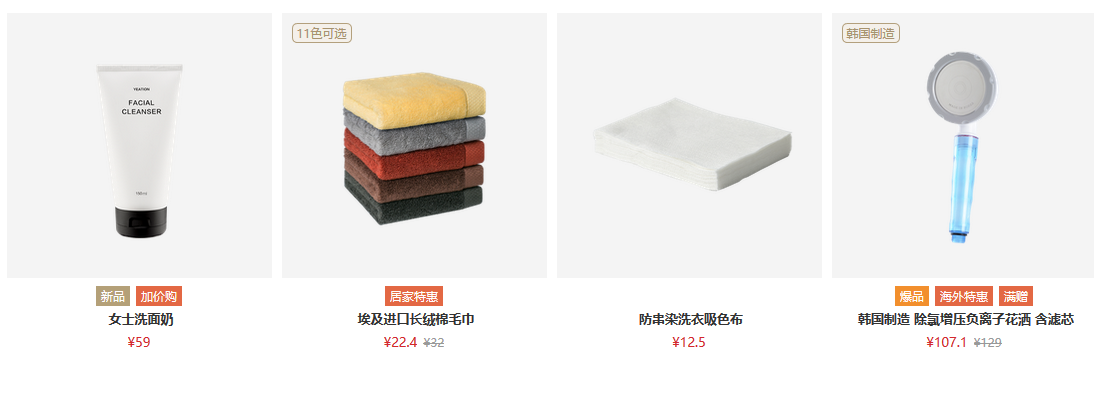 YEATION
FACIAL
CLEANSER
新品 加价购
女士洗面奶
¥59
11色可选
居家特惠
埃及进口长绒棉毛巾
¥22.4 ¥32
防串染洗衣吸色布
¥12.5
韩国制造
爆品 海外特惠 满赠
韩国制造 除氯增压负离子花洒 含滤芯
¥107.1 ¥129